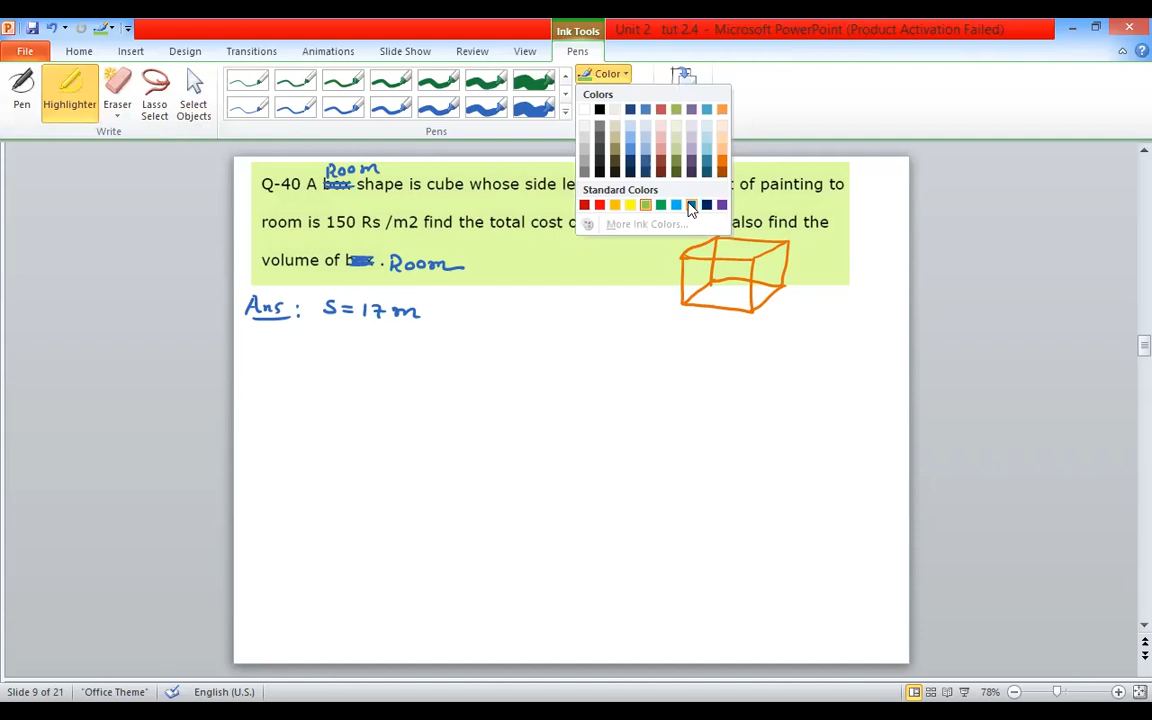 Ink Tools
Unit 2 tut 2.4 - Microsoft PowerPoint (Product Activation Failed)
File Home Insert Design Transitions Animations Slide Show Review View Pens
Pen Highlighter Eraser Lasso Select Select Objects
Color
Write
Pens
Colors
Standard Colors
More Ink Colors...
Room
Q-40 A box shape is cube whose side le of painting to
room is 150 Rs /m2 find the total cost o also find the
volume of box . Room
Ans : S = 17 m
Slide 9 of 21 "Office Theme" English (U.S.) 78%